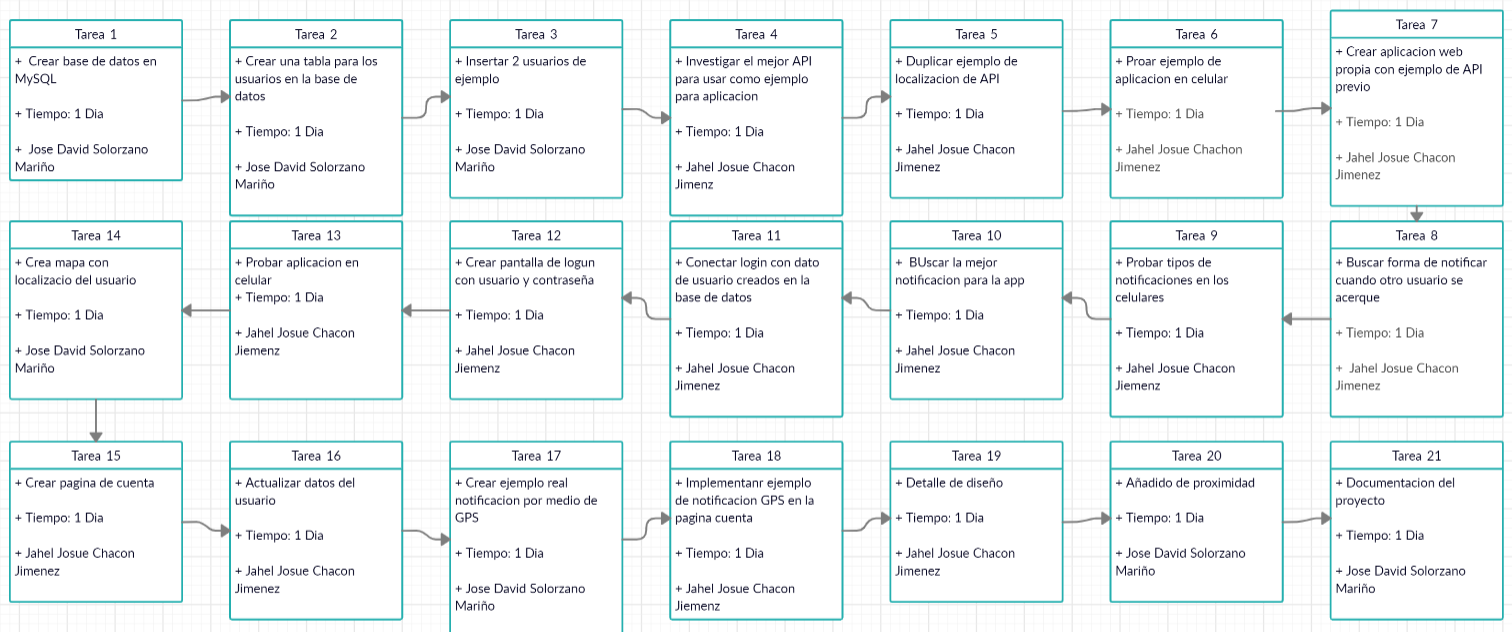 Tarea 1
+ Crear base de datos en
MySQL
+ Tiempo: 1 Dia
+ Jose David Solorzano
Mariño
Tarea 2
+ Crear una tabla para los
usuarios en la base de
datos
+ Tiempo: 1 Dia
+ Jose David Solorzano
Mariño
Tarea 3
+ Insertar 2 usuarios de
ejemplo
+ Tiempo: 1 Dia
+ Jose David Solorzano
Mariño
Tarea 4
+ Investigar el mejor API
para usar como ejemplo
para aplicacion
+ Tiempo: 1 Dia
+ Jahel Josue Chacon
Jimenz
Tarea 5
+ Duplicar ejemplo de
localizacion de API
+ Tiempo: 1 Dia
+ Jahel Josue Chacon
Jimenez
Tarea 6
+ Proar ejemplo de
aplicacion en celular
+ Tiempo: 1 Dia
+ Jahel Josue Chachon
Jimenez
Tarea 7
+ Crear aplicacion web
propia con ejemplo de API
previo
+ Tiempo: 1 Dia
+ Jahel Josue Chacon
Jimenez
Tarea 14
+ Crea mapa con
localizacio del usuario
+ Tiempo: 1 Dia
+ Jose David Solorzano
Mariño
Tarea 13
+ Probar aplicacion en
celular
+ Tiempo: 1 Dia
+ Jahel Josue Chacon
Jiemenz
Tarea 12
+ Crear pantalla de logun
con usuario y contraseña
+ Tiempo: 1 Dia
+ Jahel Josue Chacon
Jiemenz
Tarea 11
+ Conectar login con dato
de usuario creados en la
base de datos
+ Tiempo: 1 Dia
+ Jahel Josue Chacon
Jimenez
Tarea 10
+ BUscar la mejor
notificacion para la app
+ Tiempo: 1 Dia
+ Jahel Josue Chacon
Jimenez
Tarea 9
+ Probar tipos de
notificaciones en los
celulares
+ Tiempo: 1 Dia
+ Jahel Josue Chacon
Jiemenz
Tarea 8
+ Buscar forma de notificar
cuando otro usuario se
acerque
+ Tiempo: 1 Dia
+ Jahel Josue Chacon
Jimenez
Tarea 15
+ Crear pagina de cuenta
+ Tiempo: 1 Dia
+ Jahel Josue Chacon
Jimenez
Tarea 16
+ Actualizar datos del
usuario
+ Tiempo: 1 Dia
+ Jahel Josue Chacon
Jimenez
Tarea 17
+ Crear ejemplo real
notificacion por medio de
GPS
+ Tiempo: 1 Dia
+ Jose David Solorzano
Mariño
Tarea 18
+ Implementanr ejemplo
de notificacion GPS en la
pagina cuenta
+ Tiempo: 1 Dia
+ Jahel Josue Chacon
Jiemenz
Tarea 19
+ Detalle de diseño
+ Tiempo: 1 Dia
+ Jahel Josue Chacon
Jimenez
Tarea 20
+ Añadido de proximidad
+ Tiempo: 1 Dia
+ Jose David Solorzano
Mariño
Tarea 21
+ Documentacion del
proyecto
+ Tiempo: 1 Dia
+ Jose David Solorzano
Mariño